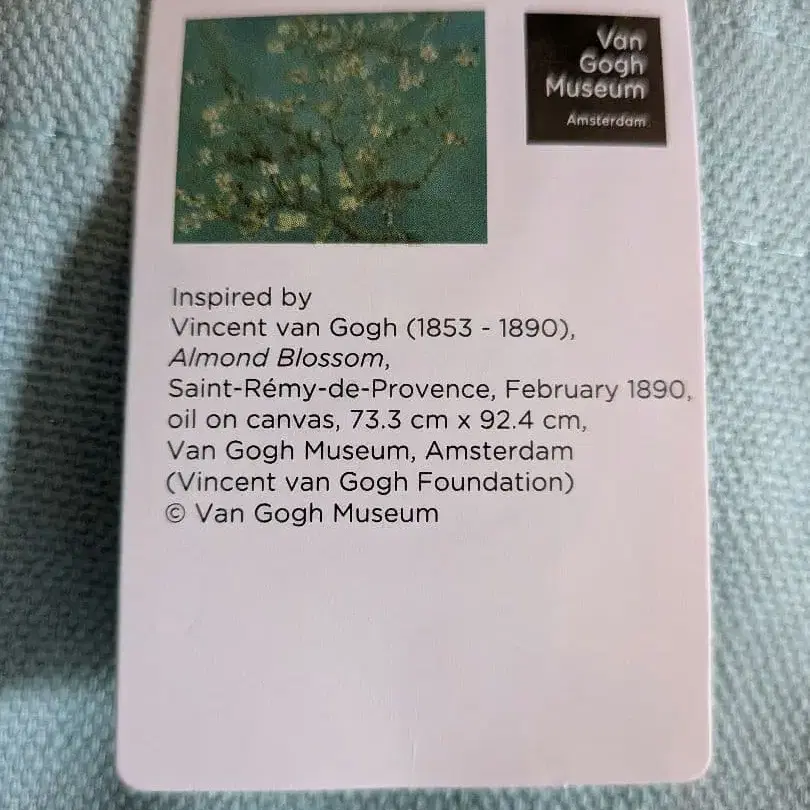 Van
Gogh
Museum
Amsterdam
Inspired by
Vincent van Gogh (1853 - 1890),
Almond Blossom,
Saint-Rémy-de-Provence, February 1890,
oil on canvas, 73.3 cm x 92.4 cm,
Van Gogh Museum, Amsterdam
(Vincent van Gogh Foundation)
© Van Gogh Museum